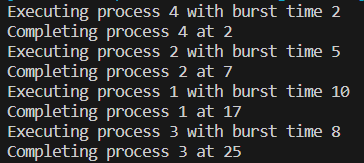 Executing process 4 with burst time 2
Completing process 4 at 2
Executing process 2 with burst time 5
Completing process 2 at 7
Executing process 1 with burst time 10
Completing process 1 at 17
Executing process 3 with burst time 8
Completing process 3 at 25